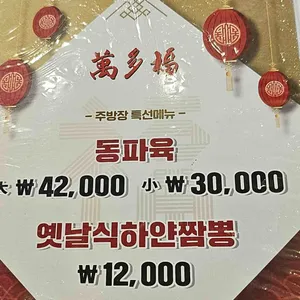 萬多福
- 주방장 특선메뉴 -
동파육
大 ₩42,000 小 ₩30,000
옛날식하얀짬뽕
₩12,000